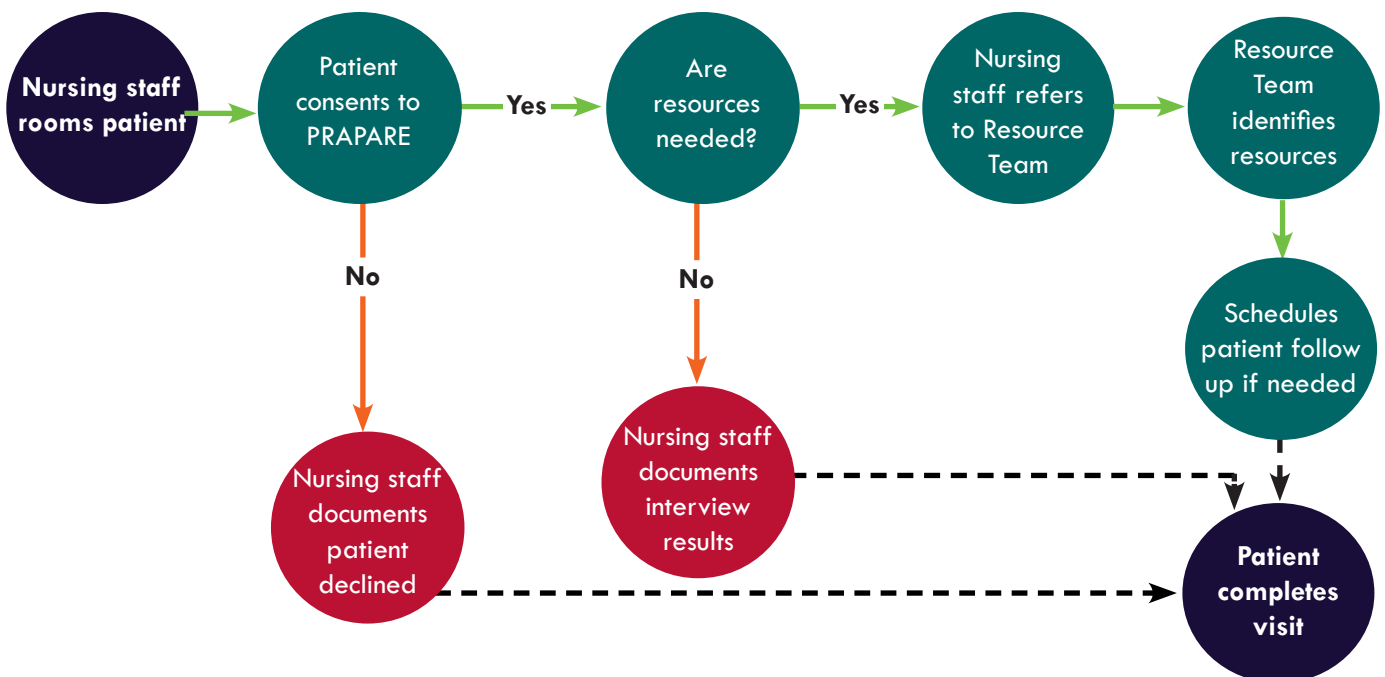 Nursing staff
rooms patient
Patient
consents to
PRAPARE
Yes
Are
resources
needed?
Yes
Nursing
staff refers
to Resource
Team
Resource
Team
identifies
resources
No
No
Schedules
patient follow
up if needed
Nursing staff
documents
patient
declined
Nursing staff
documents
interview
results
Patient
completes
visit